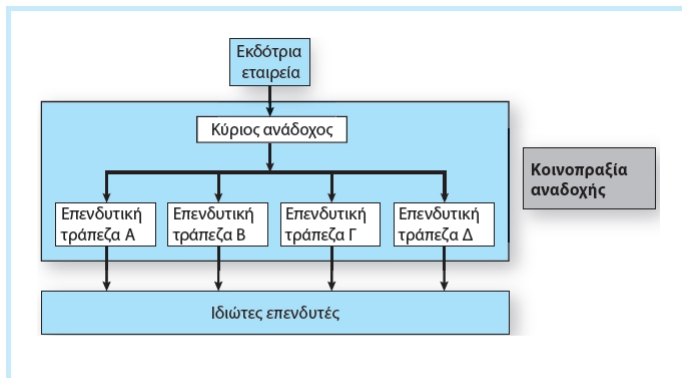 Εκδότρια
εταιρεία
Κύριος ανάδοχος
Κοινοπραξία
αναδοχής
Επενδυτική
τράπεζα Α
Επενδυτική
τράπεζα Β
Επενδυτική
τράπεζα Γ
Επενδυτική
τράπεζα Δ
Ιδιώτες επενδυτές